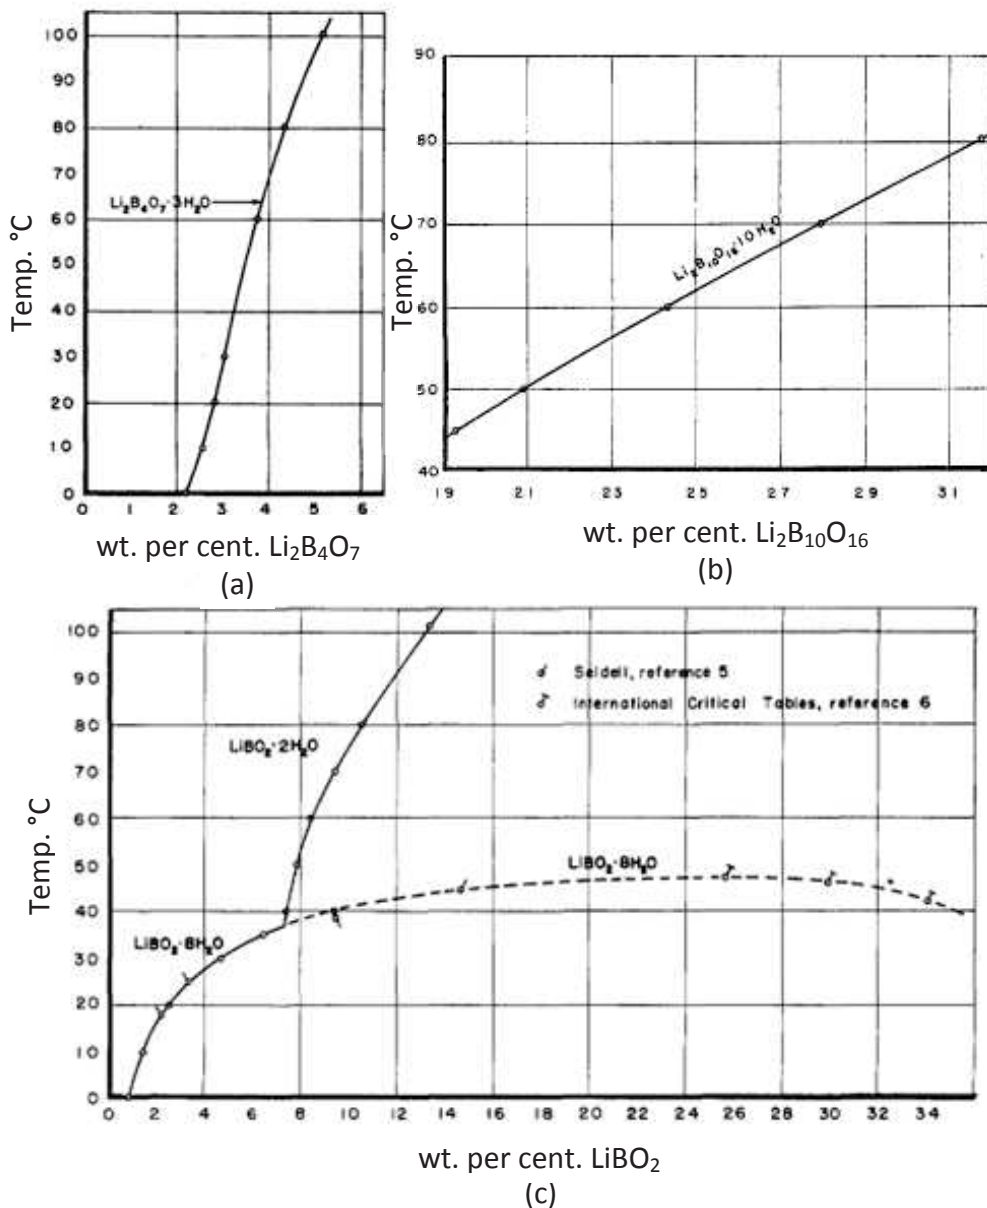 100
90
80
70
60
50
40
30
20
10
0
Temp. °C
Li₂B₄O₇·3H₂O
0 1 2 3 4 5 6
wt. per cent. Li₂B₄O₇
(a)
90
80
70
60
50
40
Temp. °C
Li₂B₁₀O₁₆·10H₂O
19 21 23 25 27 29 31
wt. per cent. Li₂B₁₀O₁₆
(b)
100
80
70
60
50
40
30
20
10
0
Temp. °C
Seidell, reference 5
International Critical Tables, reference 6
LiBO₂·2H₂O
LiBO₂·8H₂O
LiBO₂·8H₂O
0 2 4 6 8 10 12 14 16 18 20 22 24 26 28 30 32 34
wt. per cent. LiBO₂
(c)